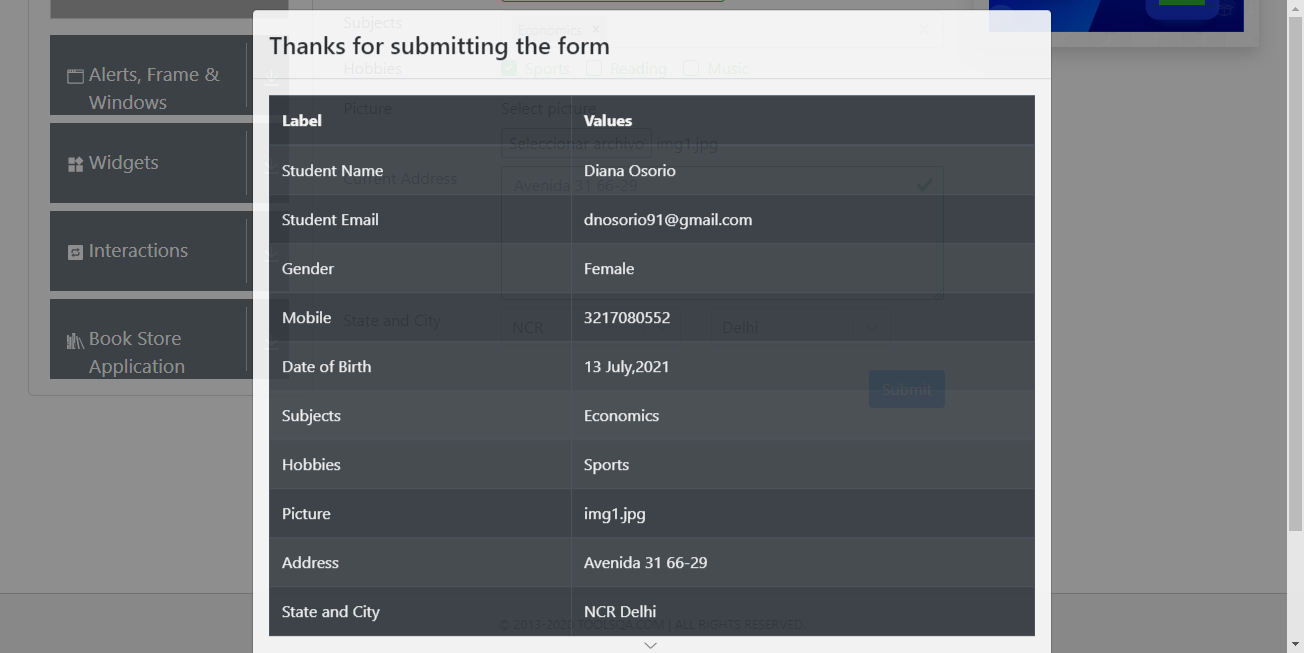 Thanks for submitting the form
Label Values
Student Name Diana Osorio
Student Email dnosorio91@gmail.com
Gender Female
Mobile 3217080552
Date of Birth 13 July,2021
Subjects Economics
Hobbies Sports
Picture img1.jpg
Address Avenida 31 66-29
State and City NCR Delhi
Alerts, Frame &
Windows
Widgets
Interactions
Book Store
Application
Subjects
Economics ×
Hobbies
Sports Reading Music
Picture
Select picture
Seleccionar archivo img1.jpg
Current Address
Avenida 31 66-29
State and City
NCR
Delhi
Submit
© 2013-2020 TOOLSQA.COM | ALL RIGHTS RESERVED.